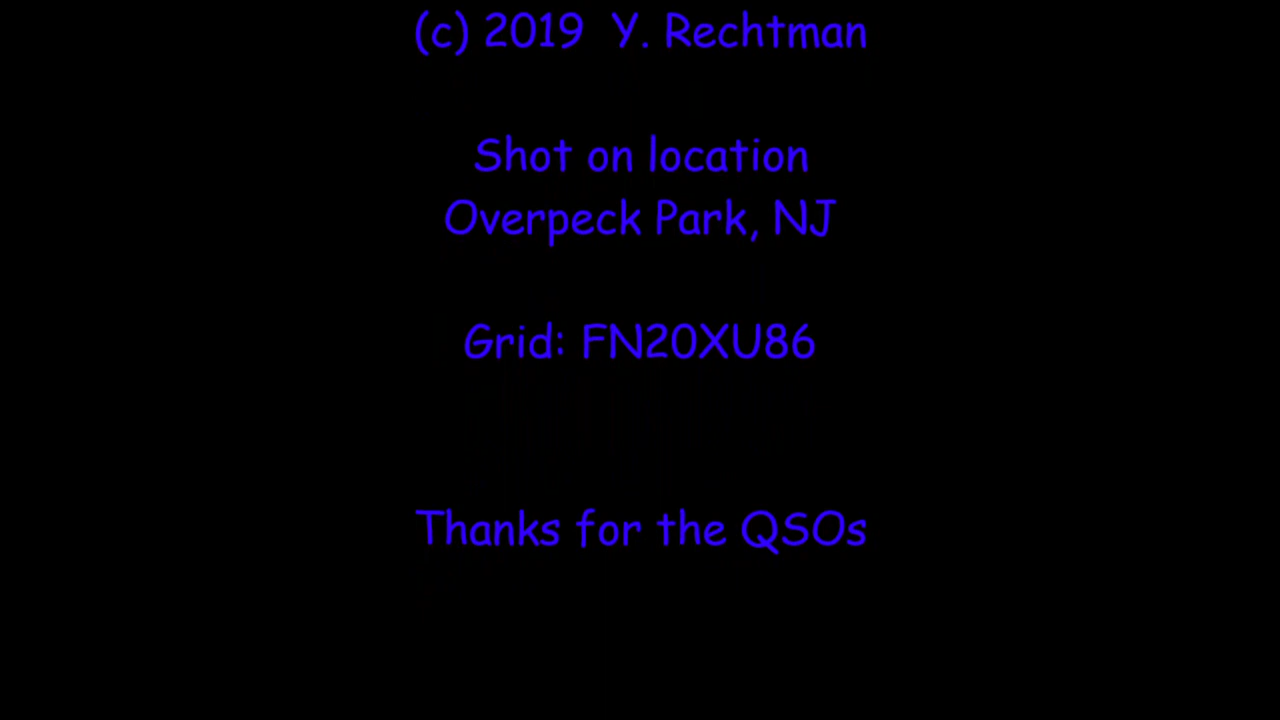 (c) 2019  Y. Rechtman
Shot on location
Overpeck Park, NJ
Grid: FN20XU86
Thanks for the QSOs